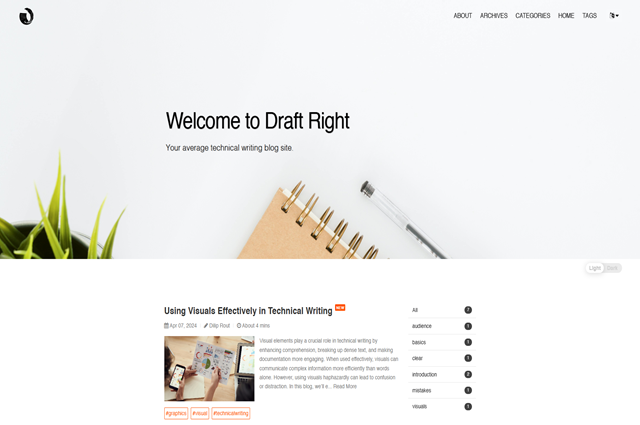 ABOUT ARCHIVES CATEGORIES HOME TAGS
Welcome to Draft Right
Your average technical writing blog site.
Light Dark
Using Visuals Effectively in Technical Writing NEW
Apr 07, 2024 Dilip Rout About 4 mins
Visual elements play a crucial role in technical writing by
enhancing comprehension, breaking up dense text, and making
documentation more engaging. When used effectively, visuals can
communicate complex information more efficiently than words
alone. However, using visuals haphazardly can lead to confusion
or distraction. In this blog, we'll e... Read More
#graphics #visual #technicalwriting
All 7
audience 1
basics 1
clear 1
introduction 2
mistakes 1
visuals 1